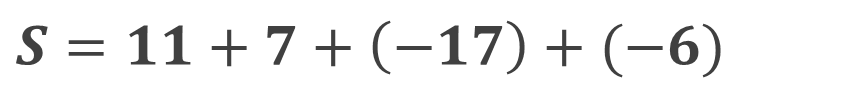 S = 11 + 7 + (−17) + (−6)